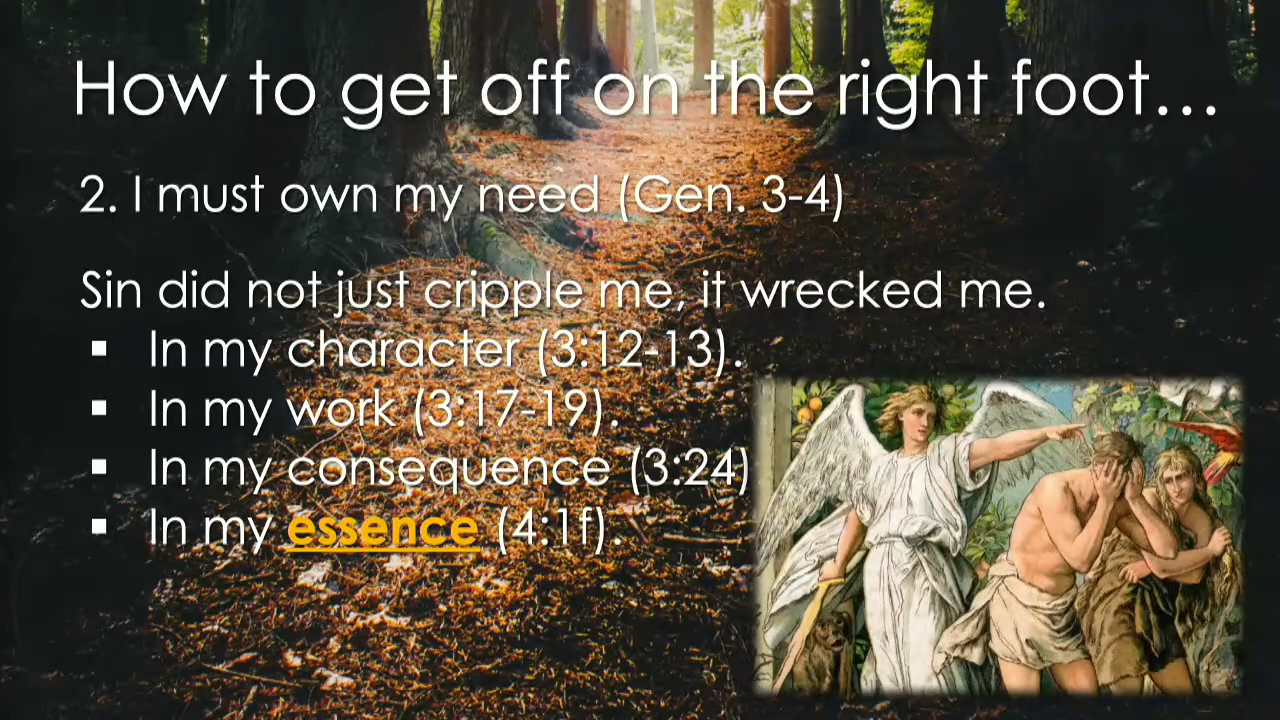 How to get off on the right foot…
2. I must own my need (Gen. 3-4)
Sin did not just cripple me, it wrecked me.
▪ In my character (3:12-13).
▪ In my work (3:17-19).
▪ In my consequence (3:24)
▪ In my essence (4:1f).